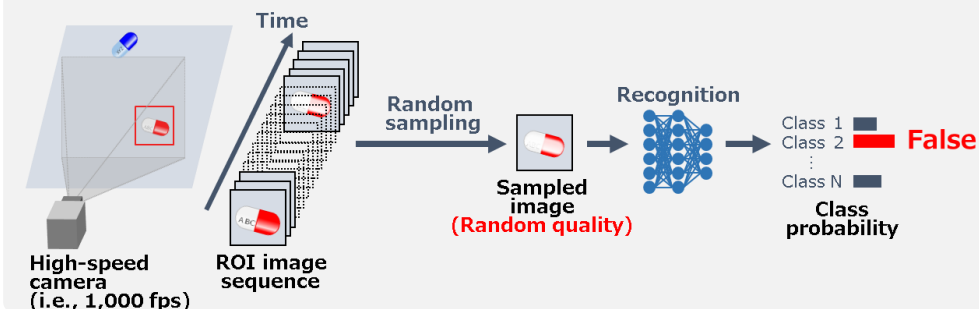 Time
Random
sampling
Recognition
Class 1
Class 2
⋮
Class N
False
ABC
Sampled
image
(Random quality)
Class
probability
High-speed
camera
(i.e., 1,000 fps)
ROI image
sequence